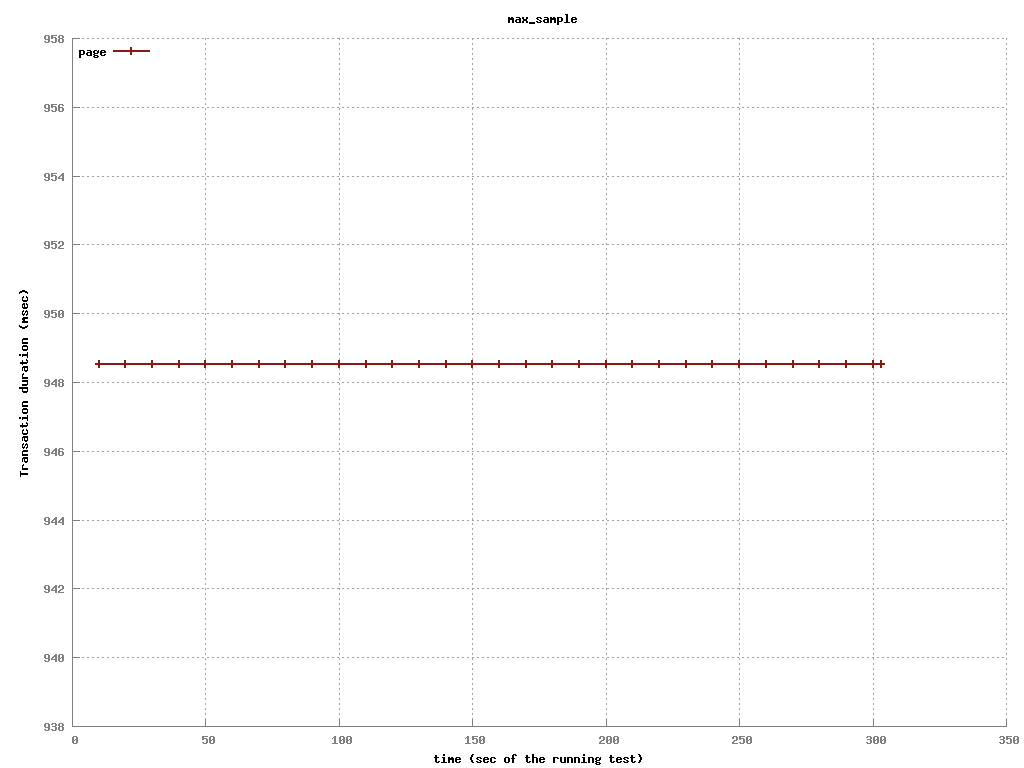 max_sample
958
page
956
954
952
950
948
946
944
942
940
938
0 50 100 150 200 250 300 350
time (sec of the running test)
Transaction duration (msec)